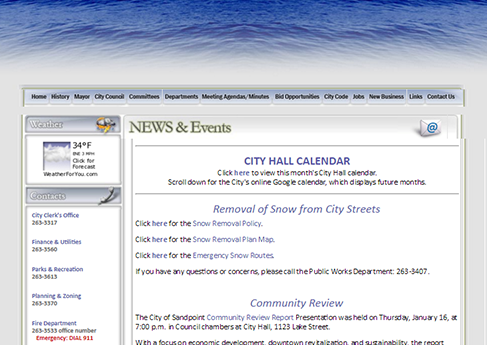 Home History Mayor City Council Committees Departments Meeting Agendas/Minutes Bid Opportunities City Code Jobs New Business Links Contact Us
Weather
34°F
ENE 3 MPH
Click for
Forecast
WeatherForYou.com
Contacts
City Clerk's Office
263-3317
Finance & Utilities
263-3560
Parks & Recreation
263-3613
Planning & Zoning
263-3370
Fire Department
263-3533 office number
Emergency: DIAL 911
NEWS & Events
@
CITY HALL CALENDAR
Click here to view this month's City Hall calendar.
Scroll down for the City's online Google calendar, which displays future months.
Removal of Snow from City Streets
Click here for the Snow Removal Policy.
Click here for the Snow Removal Plan Map.
Click here for the Emergency Snow Routes.
If you have any questions or concerns, please call the Public Works Department: 263-3407.
Community Review
The City of Sandpoint Community Review Report Presentation was held on Thursday, January 16, at
7:00 p.m. in Council chambers at City Hall, 1123 Lake Street.
With a focus on economic development, downtown revitalization, and sustainability, the report